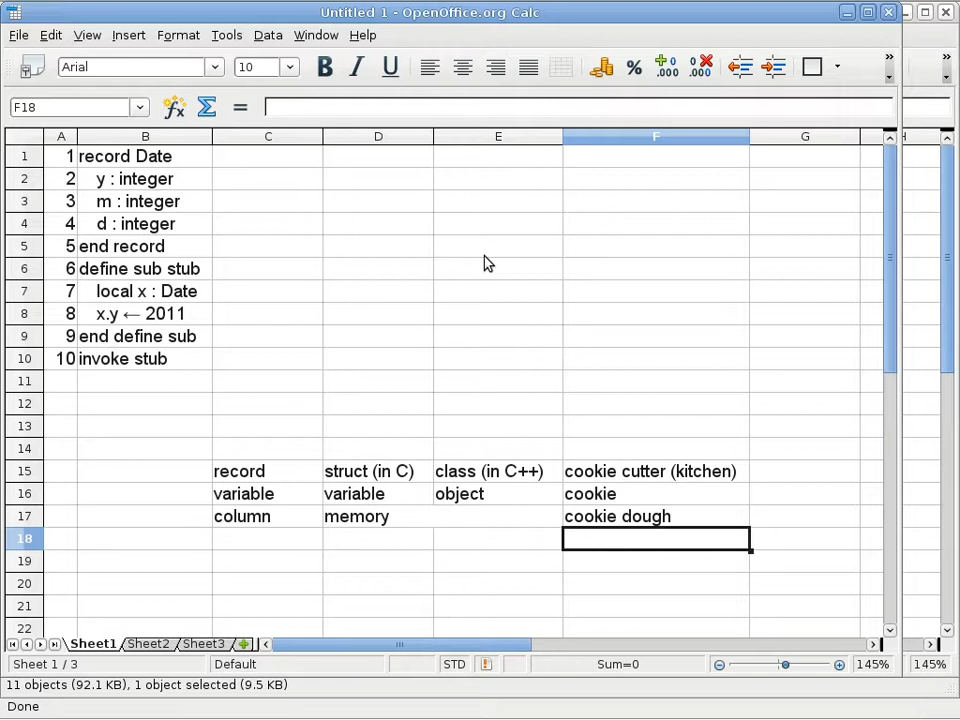 Untitled 1 - OpenOffice.org Calc
File Edit View Insert Format Tools Data Window Help
Arial 10 B I U % .000 .000 »  »
F18 fx Σ =
A B C D E F G H
1 1 record Date
2 2 y : integer
3 3 m : integer
4 4 d : integer
5 5 end record
6 6 define sub stub
7 7 local x : Date
8 8 x.y ← 2011
9 9 end define sub
10 10 invoke stub
11
12
13
14
15 record struct (in C) class (in C++) cookie cutter (kitchen)
16 variable variable object cookie
17 column memory cookie dough
18
19
20
21
22
Sheet1 Sheet2 Sheet3
Sheet 1 / 3 Default STD Sum=0 145% 145%
11 objects (92.1 KB), 1 object selected (9.5 KB)
Done